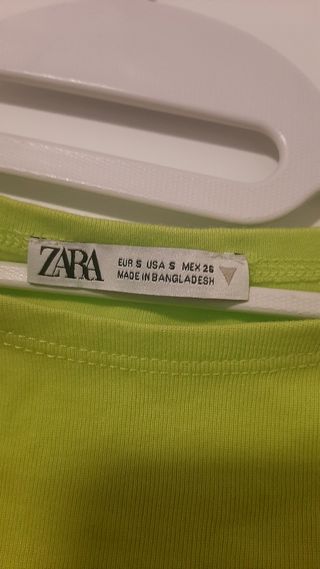 ZARA
EUR S USA S MEX 26
MADE IN BANGLADESH